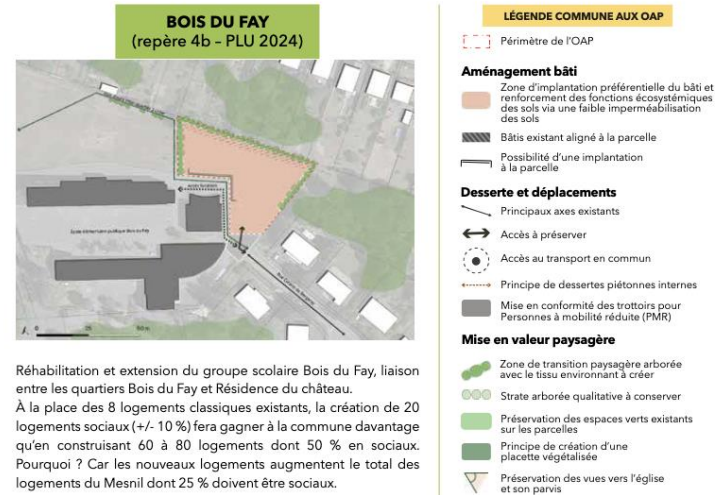 BOIS DU FAY
(repère 4b – PLU 2024)
Accès existant
École élémentaire publique Bois du Fay
0 25 50 m
Réhabilitation et extension du groupe scolaire Bois du Fay, liaison
entre les quartiers Bois du Fay et Résidence du château.
À la place des 8 logements classiques existants, la création de 20
logements sociaux (+/- 10 %) fera gagner à la commune davantage
qu'en construisant 60 à 80 logements dont 50 % en sociaux.
Pourquoi ? Car les nouveaux logements augmentent le total des
logements du Mesnil dont 25 % doivent être sociaux.
LÉGENDE COMMUNE AUX OAP
Périmètre de l'OAP
Aménagement bâti
Zone d'implantation préférentielle du bâti et
renforcement des fonctions écosystémiques
des sols via une faible imperméabilisation
des sols
Bâtis existant aligné à la parcelle
Possibilité d'une implantation
à la parcelle
Desserte et déplacements
Principaux axes existants
Accès à préserver
Accès au transport en commun
Principe de dessertes piétonnes internes
Mise en conformité des trottoirs pour
Personnes à mobilité réduite (PMR)
Mise en valeur paysagère
Zone de transition paysagère arborée
avec le tissu environnant à créer
Strate arborée qualitative à conserver
Préservation des espaces verts existants
sur les parcelles
Principe de création d'une
placette végétalisée
Préservation des vues vers l'église
et son parvis